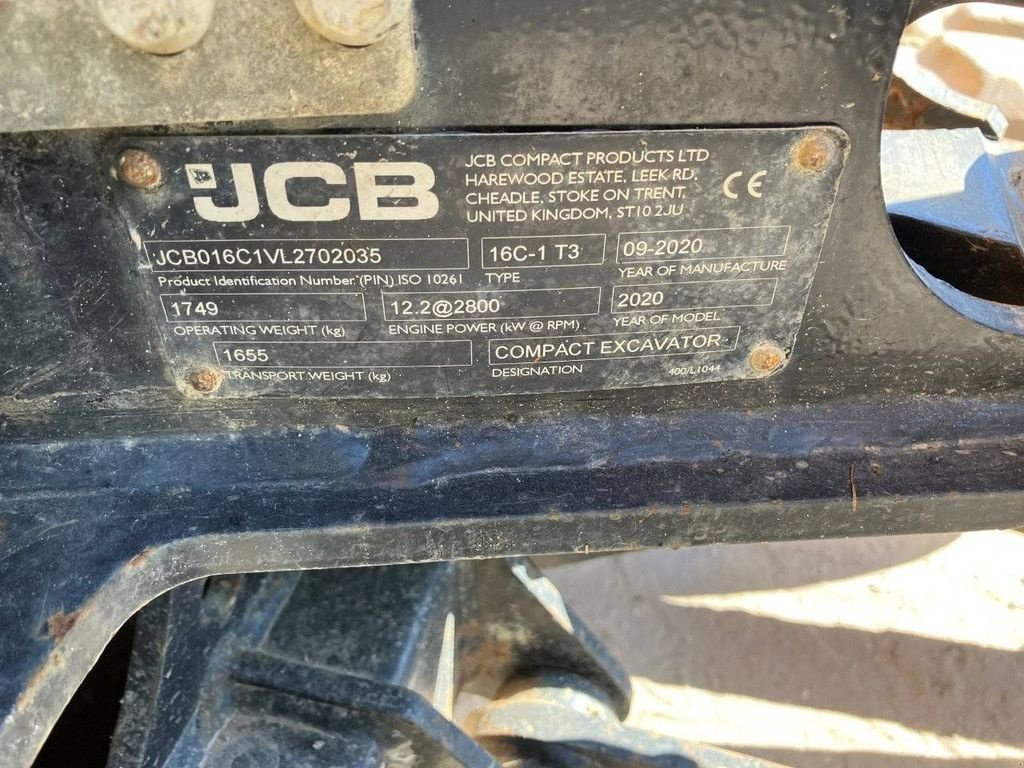 JCB
JCB COMPACT PRODUCTS LTD
HAREWOOD ESTATE, LEEK RD,
CHEADLE, STOKE ON TRENT,
UNITED KINGDOM, ST10 2JU
CE
JCB016C1VL2702035
Product Identification Number (PIN) ISO 10261
16C-1 T3
TYPE
09-2020
YEAR OF MANUFACTURE
1749
OPERATING WEIGHT (kg)
12.2@2800
ENGINE POWER (kW @ RPM)
2020
YEAR OF MODEL
1655
TRANSPORT WEIGHT (kg)
COMPACT EXCAVATOR
DESIGNATION
400/L1044